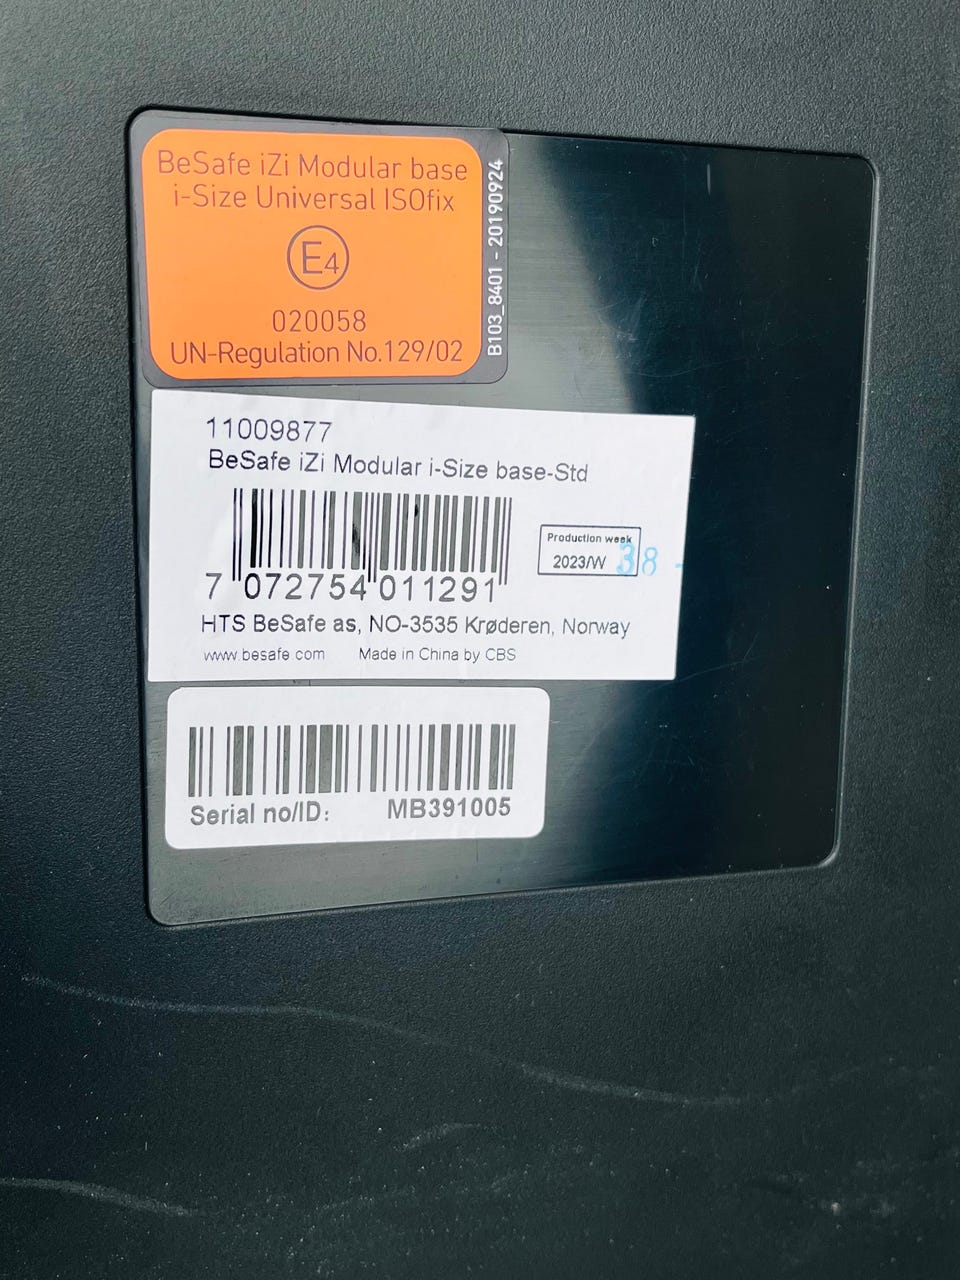 BeSafe iZi Modular base
i-Size Universal ISOfix
E4
020058
UN-Regulation No.129/02
B103_8401 - 20190924
11009877
BeSafe iZi Modular i-Size base-Std
7 072754 011291
Production week
2023/W 38
HTS BeSafe as, NO-3535 Krøderen, Norway
www.besafe.com Made in China by CBS
Serial no/ID: MB391005